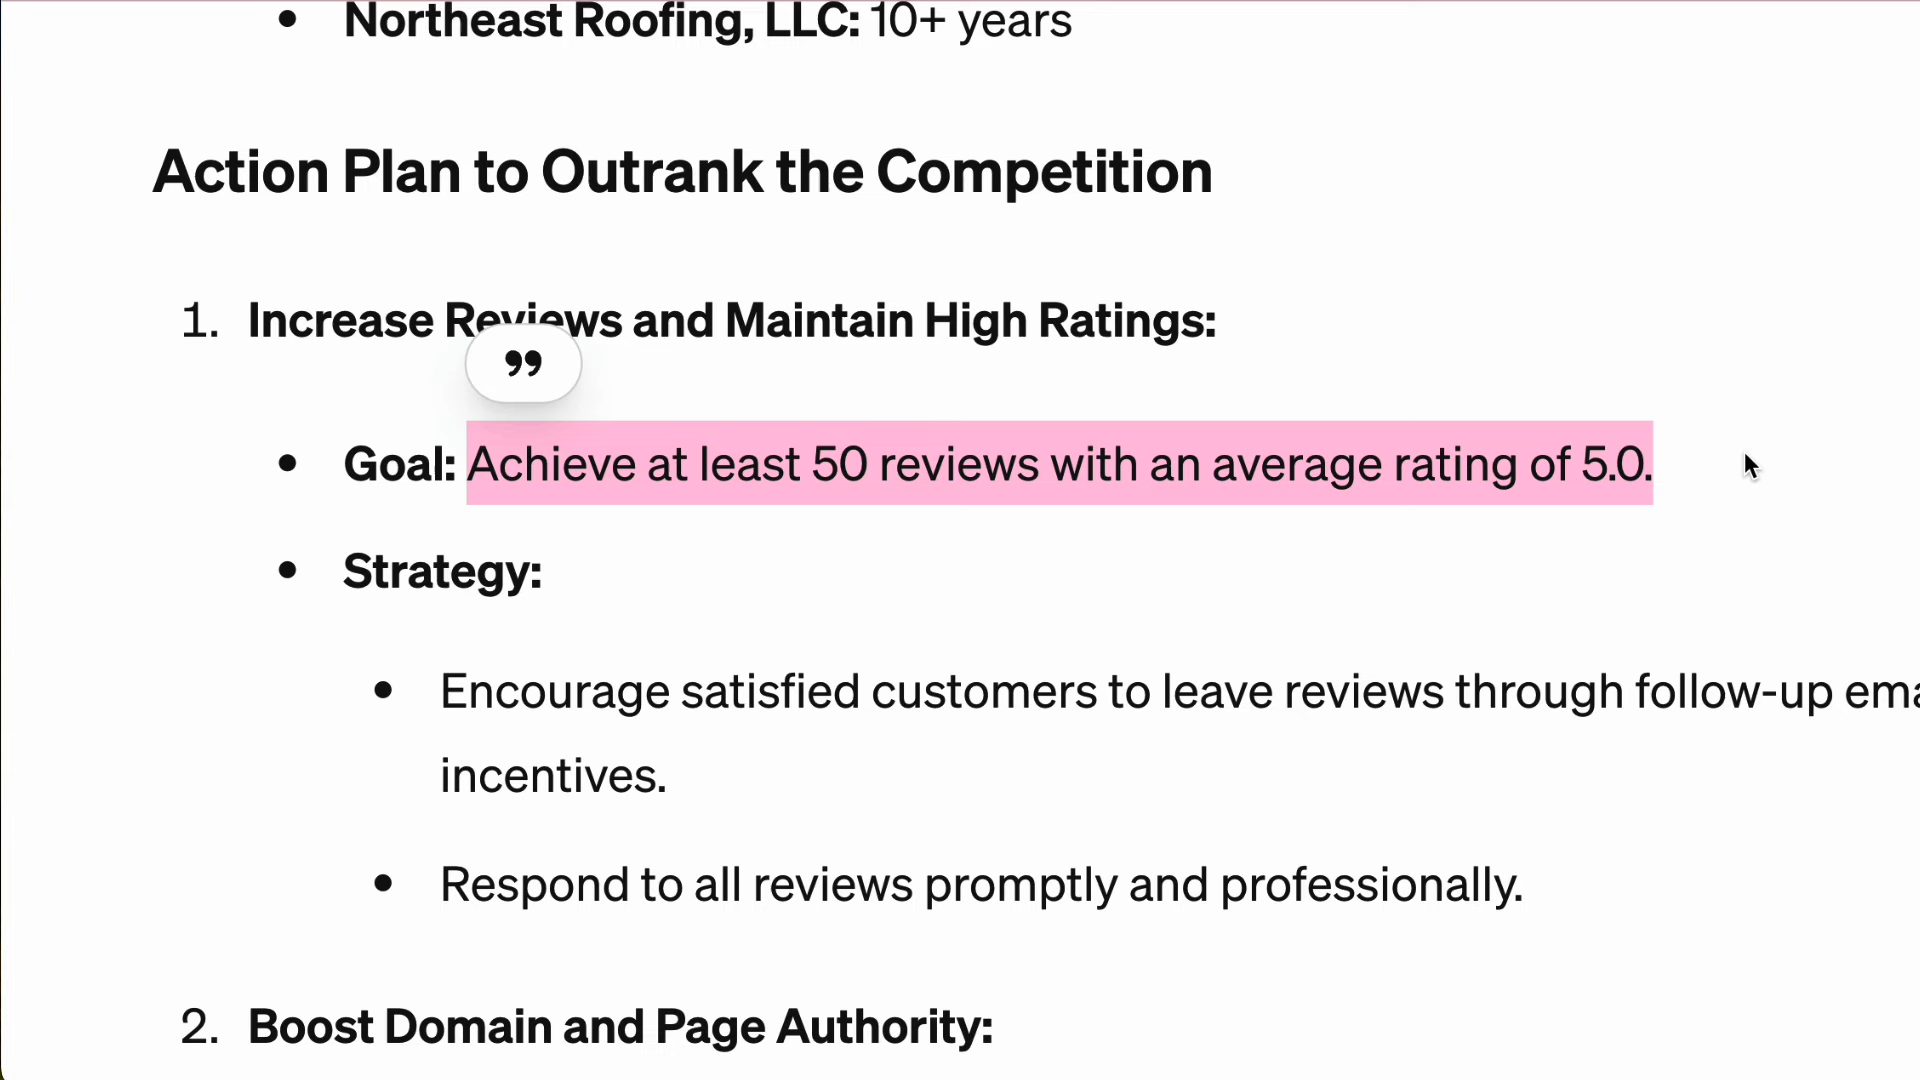 • Northeast Roofing, LLC: 10+ years
Action Plan to Outrank the Competition
1. Increase Reviews and Maintain High Ratings:
• Goal: Achieve at least 50 reviews with an average rating of 5.0.
• Strategy:
• Encourage satisfied customers to leave reviews through follow-up
incentives.
• Respond to all reviews promptly and professionally.
2. Boost Domain and Page Authority: